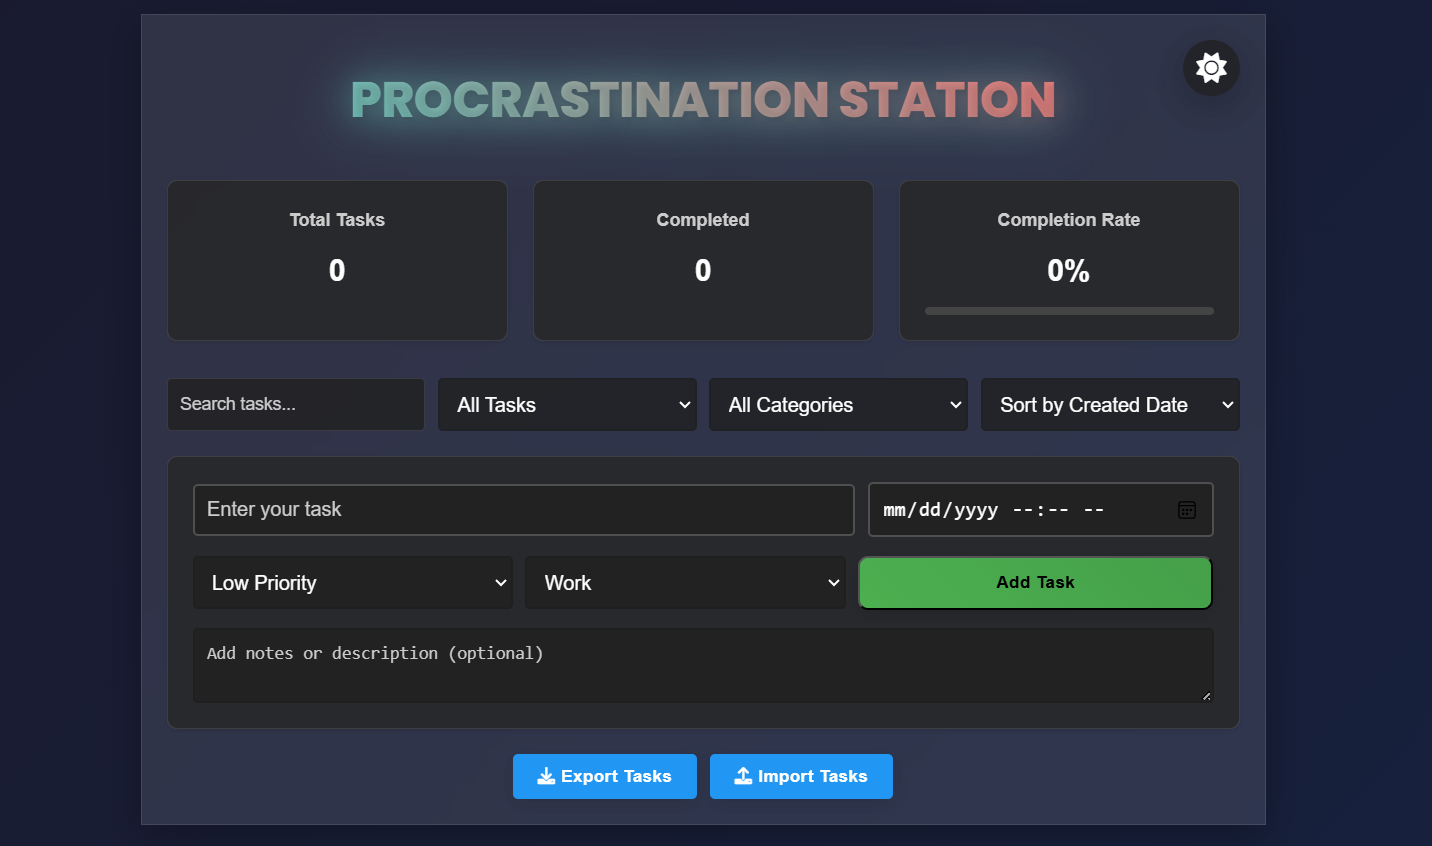 PROCRASTINATION STATION
Total Tasks
0
Completed
0
Completion Rate
0%
Search tasks...
All Tasks
All Categories
Sort by Created Date
Enter your task
mm/dd/yyyy --:-- --
Low Priority
Work
Add Task
Add notes or description (optional)
Export Tasks
Import Tasks